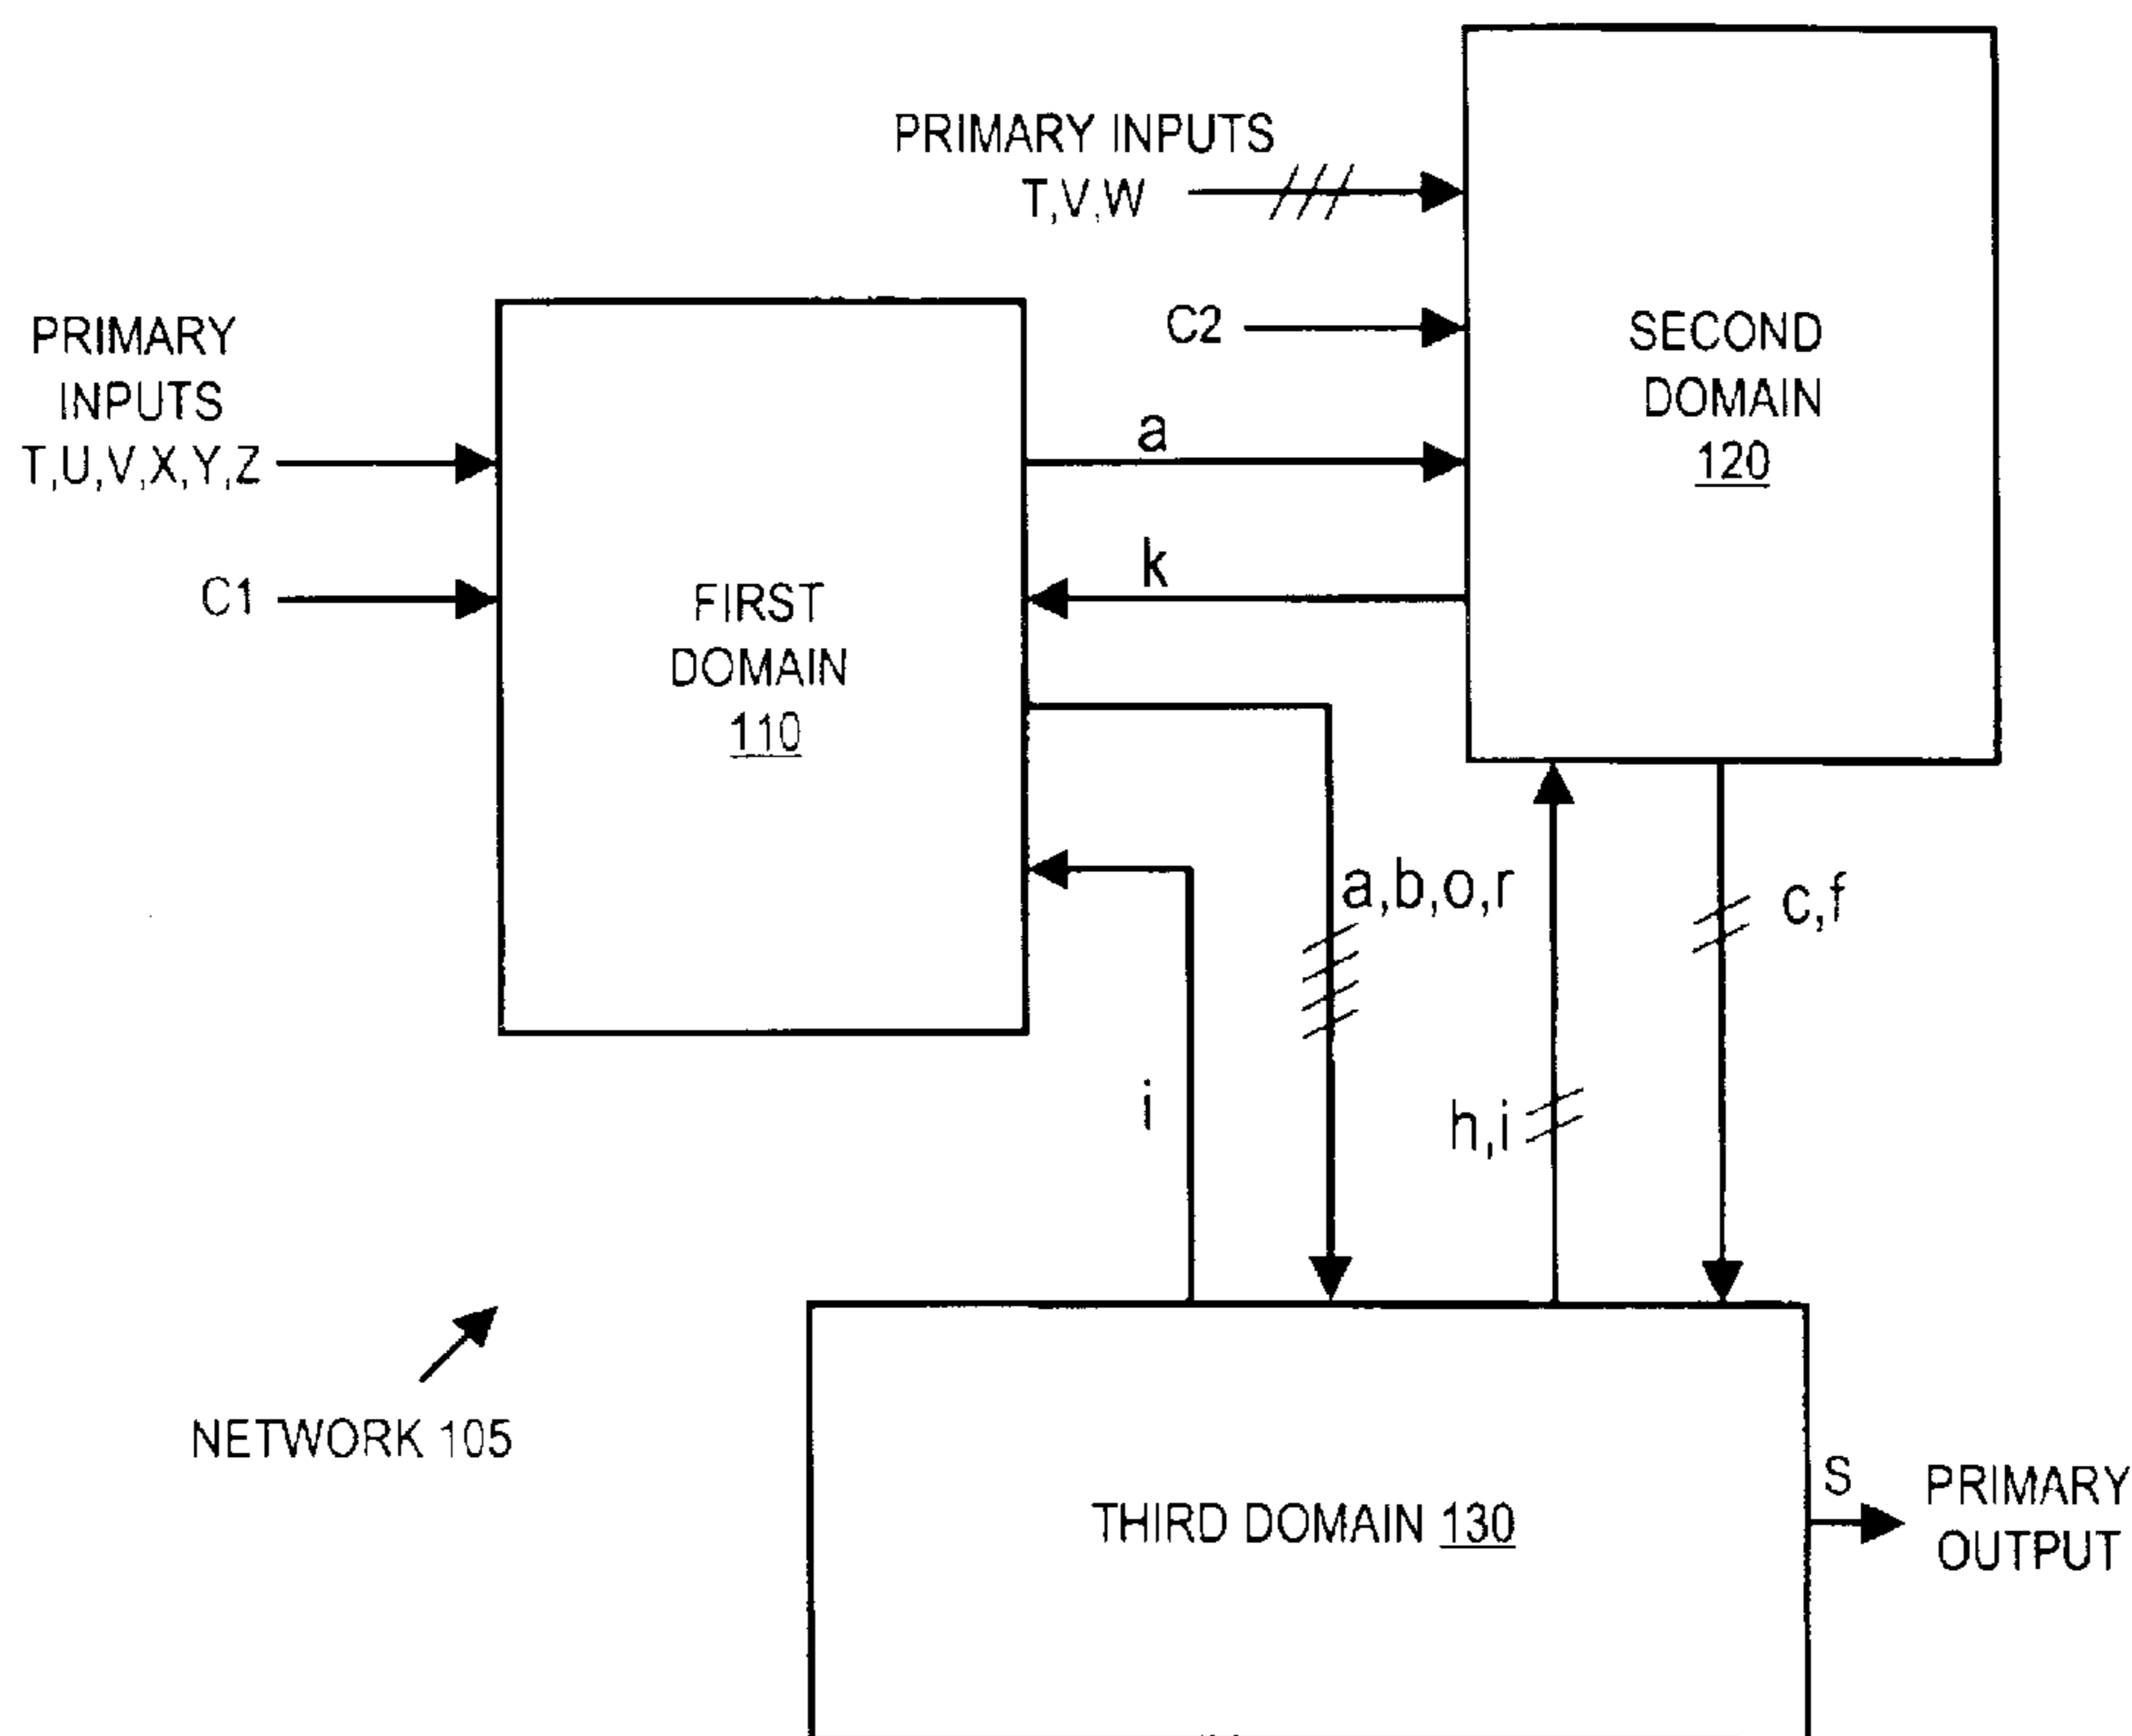 PRIMARY INPUTS
T,V,W
C2
SECOND
DOMAIN
120
PRIMARY
INPUTS
T,U,V,X,Y,Z
C1
FIRST
DOMAIN
110
a
k
a,b,o,r
c,f
i
h,i
NETWORK 105
THIRD DOMAIN 130
S
PRIMARY
OUTPUT